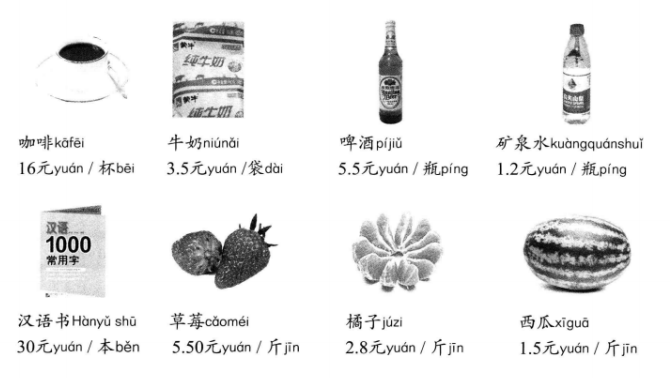 蒙牛
纯牛奶
纯牛奶
咖啡kāfēi
牛奶niúnǎi
啤酒píjiǔ
矿泉水kuàngquánshuǐ
16元yuán / 杯bēi
3.5元yuán /袋dài
5.5元yuán / 瓶píng
1.2元yuán / 瓶píng
汉语
1000
常用字
汉语书Hànyǔ shū
草莓cǎoméi
橘子júzi
西瓜xīguā
30元yuán / 本běn
5.50元yuán / 斤jīn
2.8元yuán / 斤jīn
1.5元yuán / 斤jīn